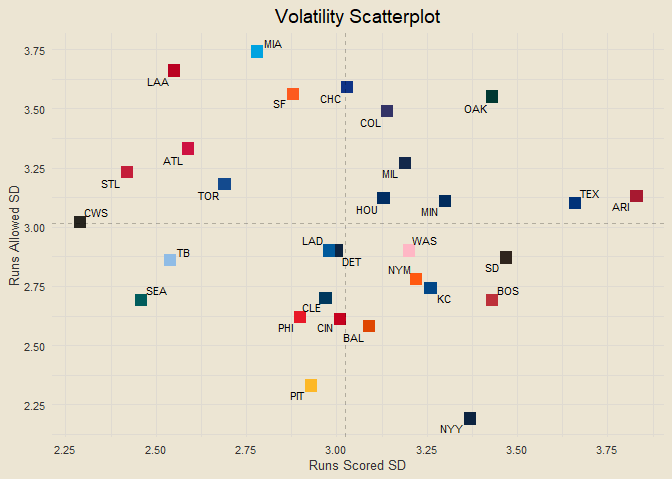 Volatility Scatterplot
Runs Allowed SD
3.75
3.50
3.25
3.00
2.75
2.50
2.25
MIA
LAA
SF
CHC
COL
OAK
ATL
STL
TOR
MIL
HOU
MIN
TEX
ARI
CWS
TB
LAD
DET
WAS
NYM
SD
SEA
CLE
KC
BOS
PHI
CIN
BAL
PIT
NYY
2.25 2.50 2.75 3.00 3.25 3.50 3.75
Runs Scored SD